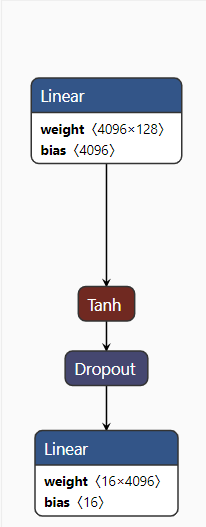 Linear
weight〈4096×128〉
bias〈4096〉
Tanh
Dropout
Linear
weight〈16×4096〉
bias〈16〉